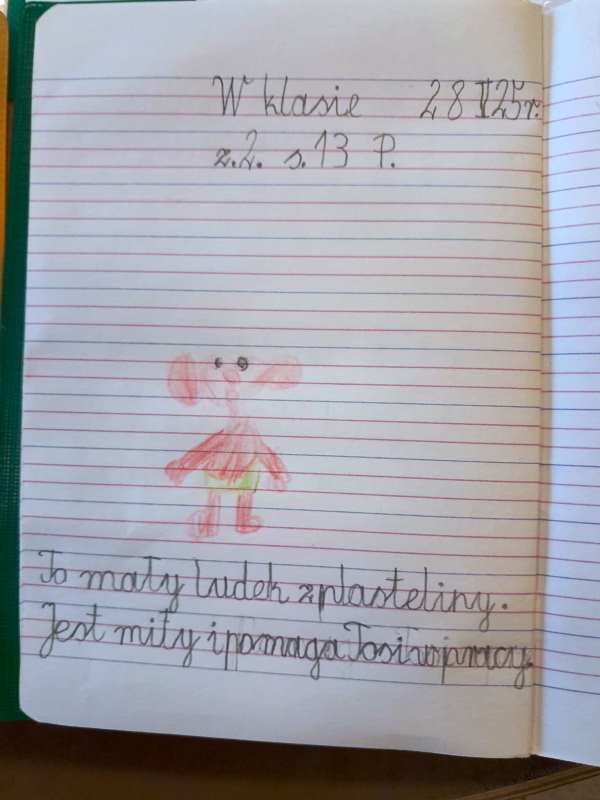 W klasie 28 V 25r.
z.2. s.13 P.
To mały ludek z plasteliny.
Jest miły i pomaga Tosi w pracy.